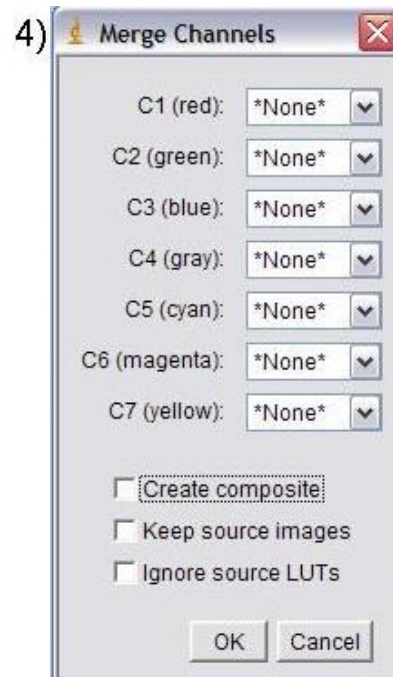 4) Merge Channels
C1 (red): *None*
C2 (green): *None*
C3 (blue): *None*
C4 (gray): *None*
C5 (cyan): *None*
C6 (magenta): *None*
C7 (yellow): *None*
Create composite
Keep source images
Ignore source LUTs
OK Cancel